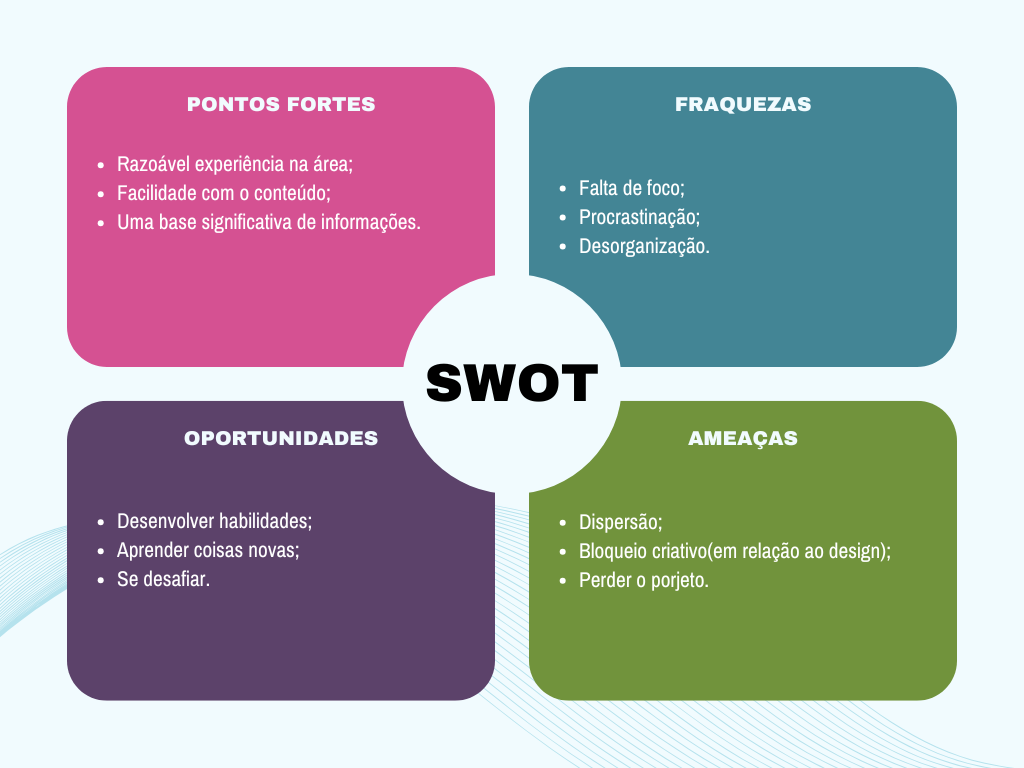 PONTOS FORTES
• Razoável experiência na área;
• Facilidade com o conteúdo;
• Uma base significativa de informações.
FRAQUEZAS
• Falta de foco;
• Procrastinação;
• Desorganização.
SWOT
OPORTUNIDADES
• Desenvolver habilidades;
• Aprender coisas novas;
• Se desafiar.
AMEAÇAS
• Dispersão;
• Bloqueio criativo(em relação ao design);
• Perder o porjeto.